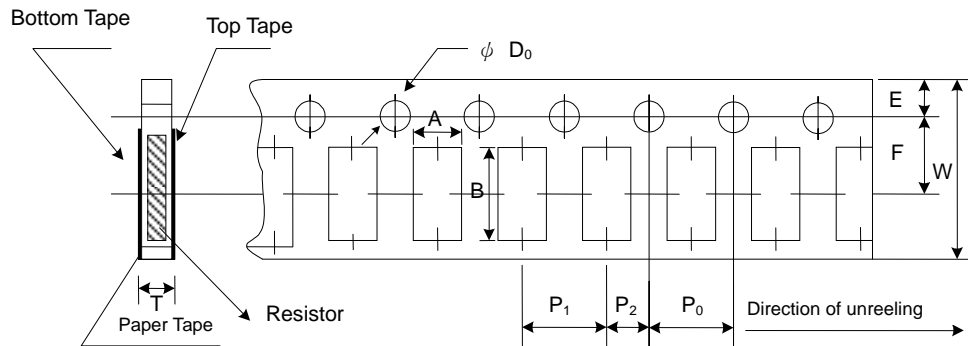 Bottom Tape
Top Tape
ψ D₀
E
A
F
W
B
T
P₁
P₂
P₀
Direction of unreeling
Resistor
Paper Tape